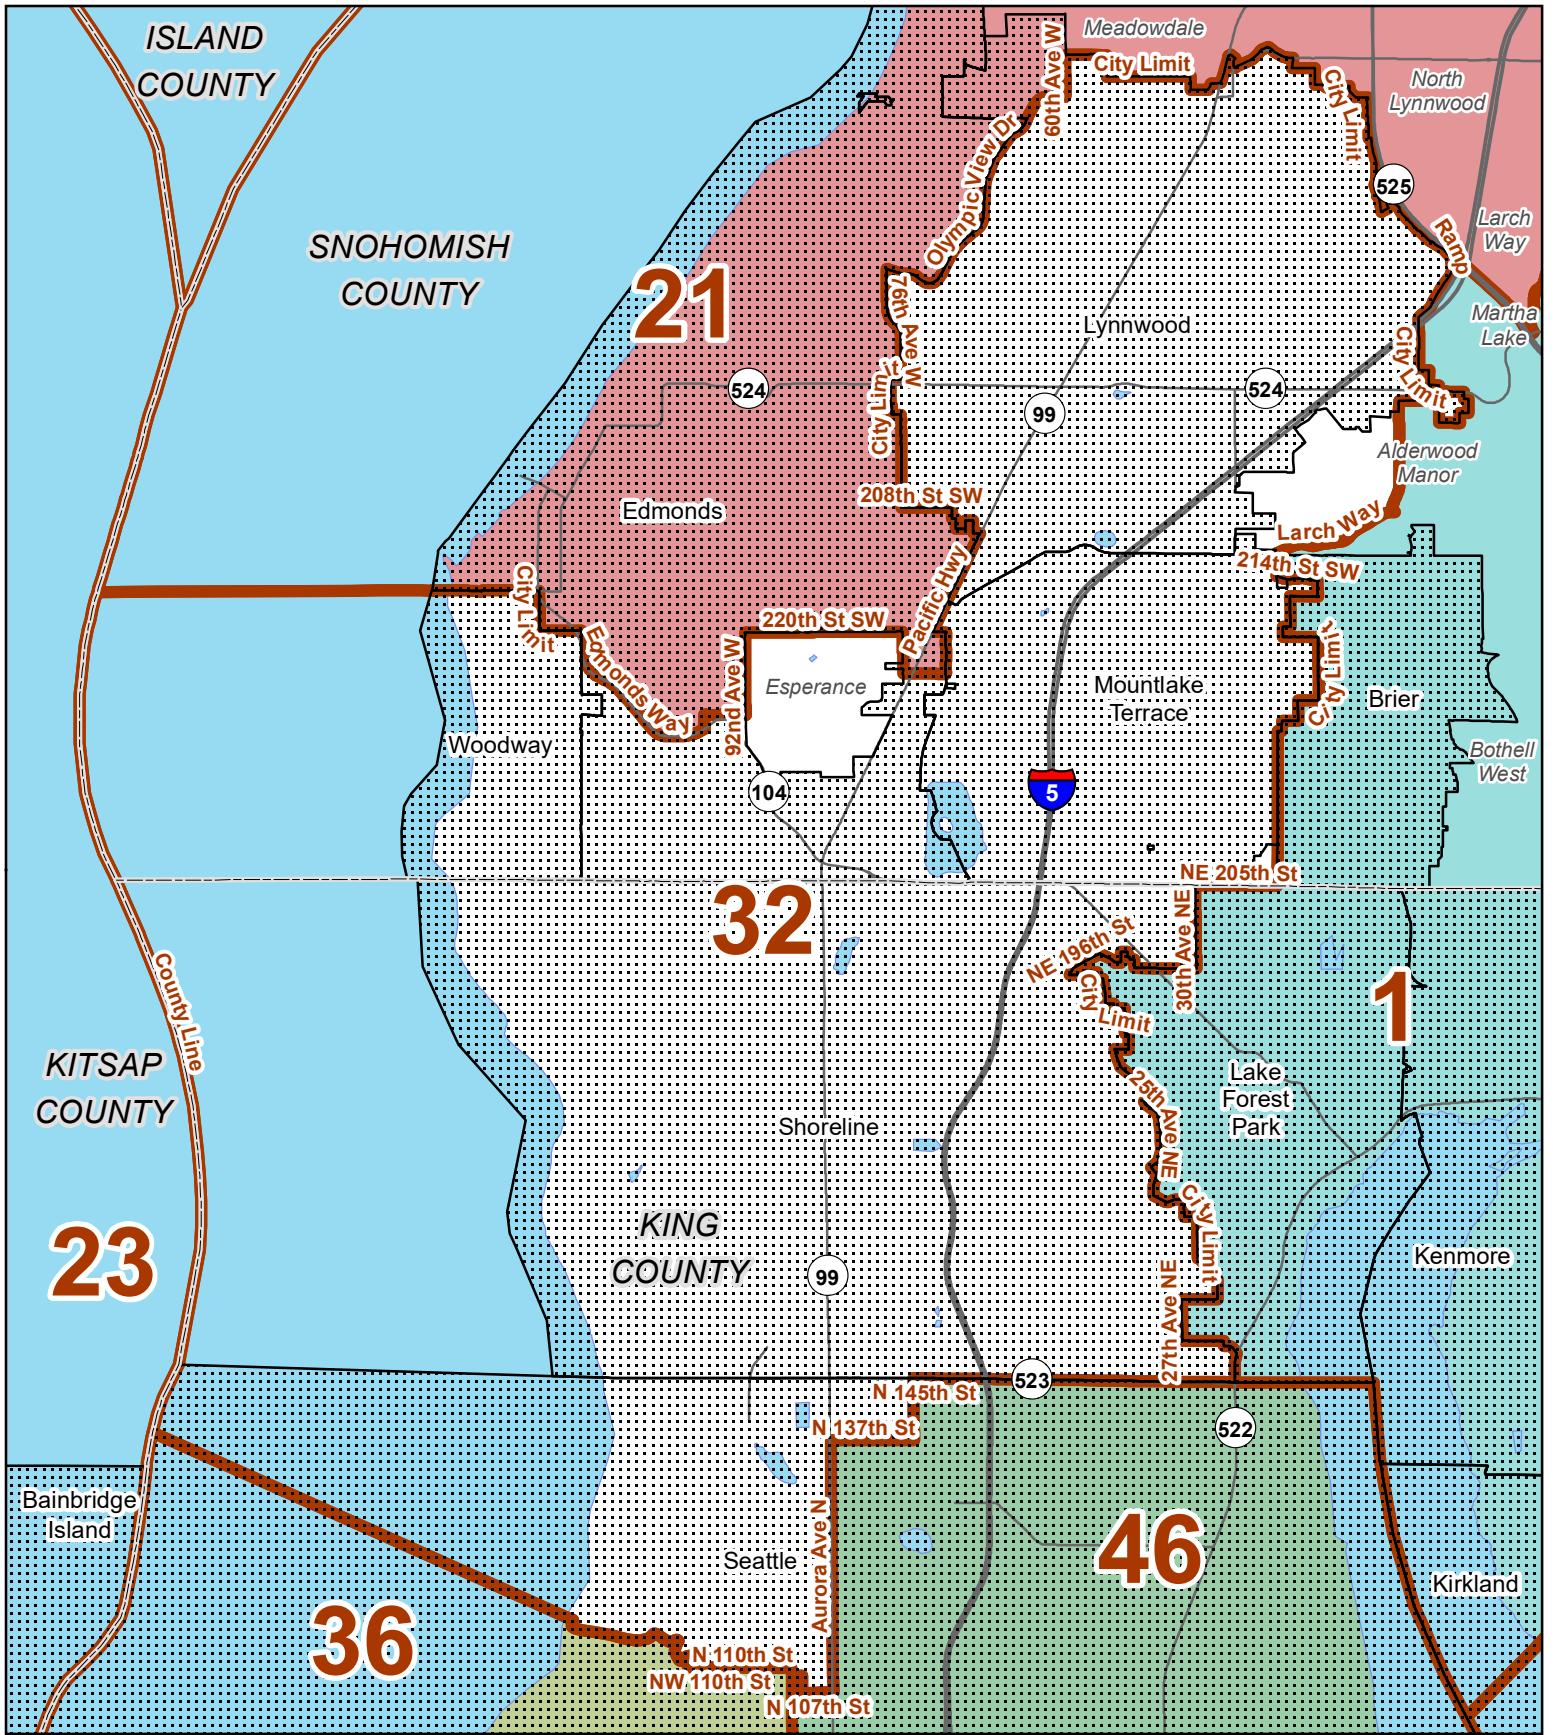 ISLAND
COUNTY
Meadowdale
60th Ave W
City Limit
North
Lynnwood
City Limit
Olympic View Dr
525
SNOHOMISH
COUNTY
Larch
Way
Ramp
21
76th Ave W
Lynnwood
Martha
Lake
City Limit
City Limit
524
524
99
Alderwood
Manor
208th St SW
Edmonds
Larch Way
Pacific Hwy
214th St SW
City Limit
220th St SW
Edmonds Way
92nd Ave W
Esperance
Mountlake
Terrace
City Limit
Brier
Woodway
Bothell
West
104
5
NE 205th St
32
30th Ave NE
NE 196th St
County Line
City
Limit
1
KITSAP
COUNTY
25th Ave NE
Lake
Forest
Park
Shoreline
City Limit
KING
COUNTY
23
99
27th Ave NE
Kenmore
523
N 145th St
N 137th St
522
Bainbridge
Island
Aurora Ave N
Seattle
46
Kirkland
36
N 110th St
NW 110th St
N 107th St